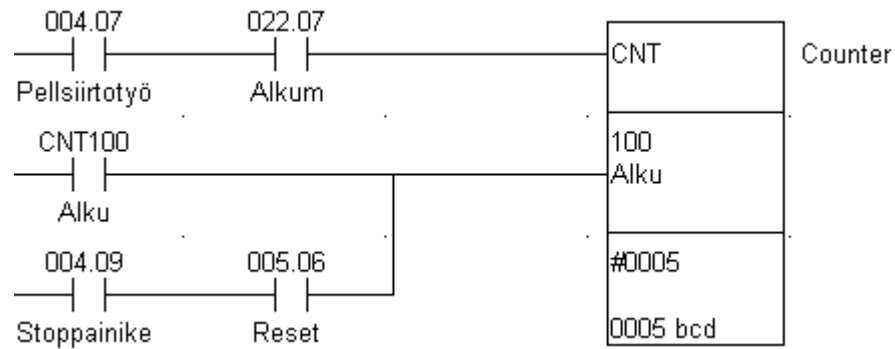 004.07 022.07
CNT Counter
Pellsiirtotyö Alkum
CNT100
100
Alku
Alku
004.09 005.06
#0005
Stoppainike Reset
0005 bcd